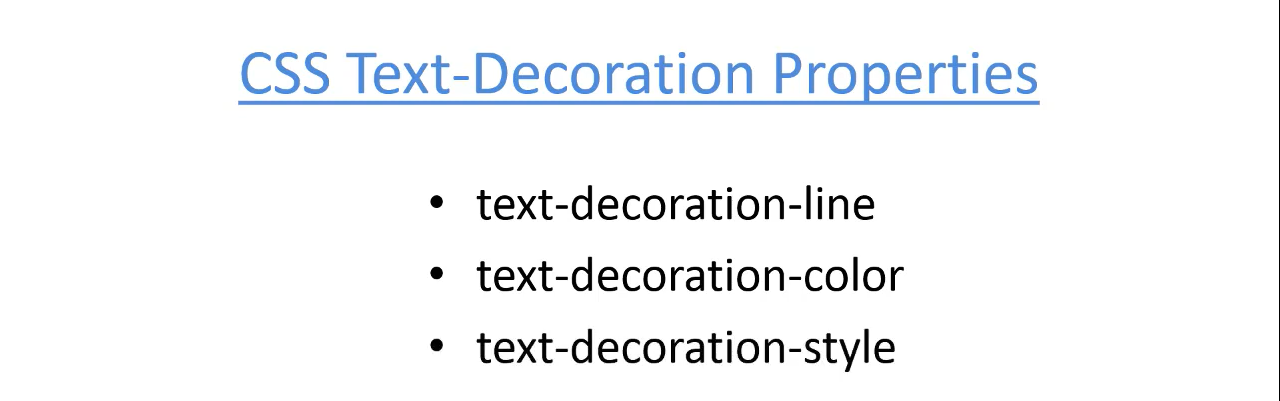 CSS Text-Decoration Properties
• text-decoration-line
• text-decoration-color
• text-decoration-style